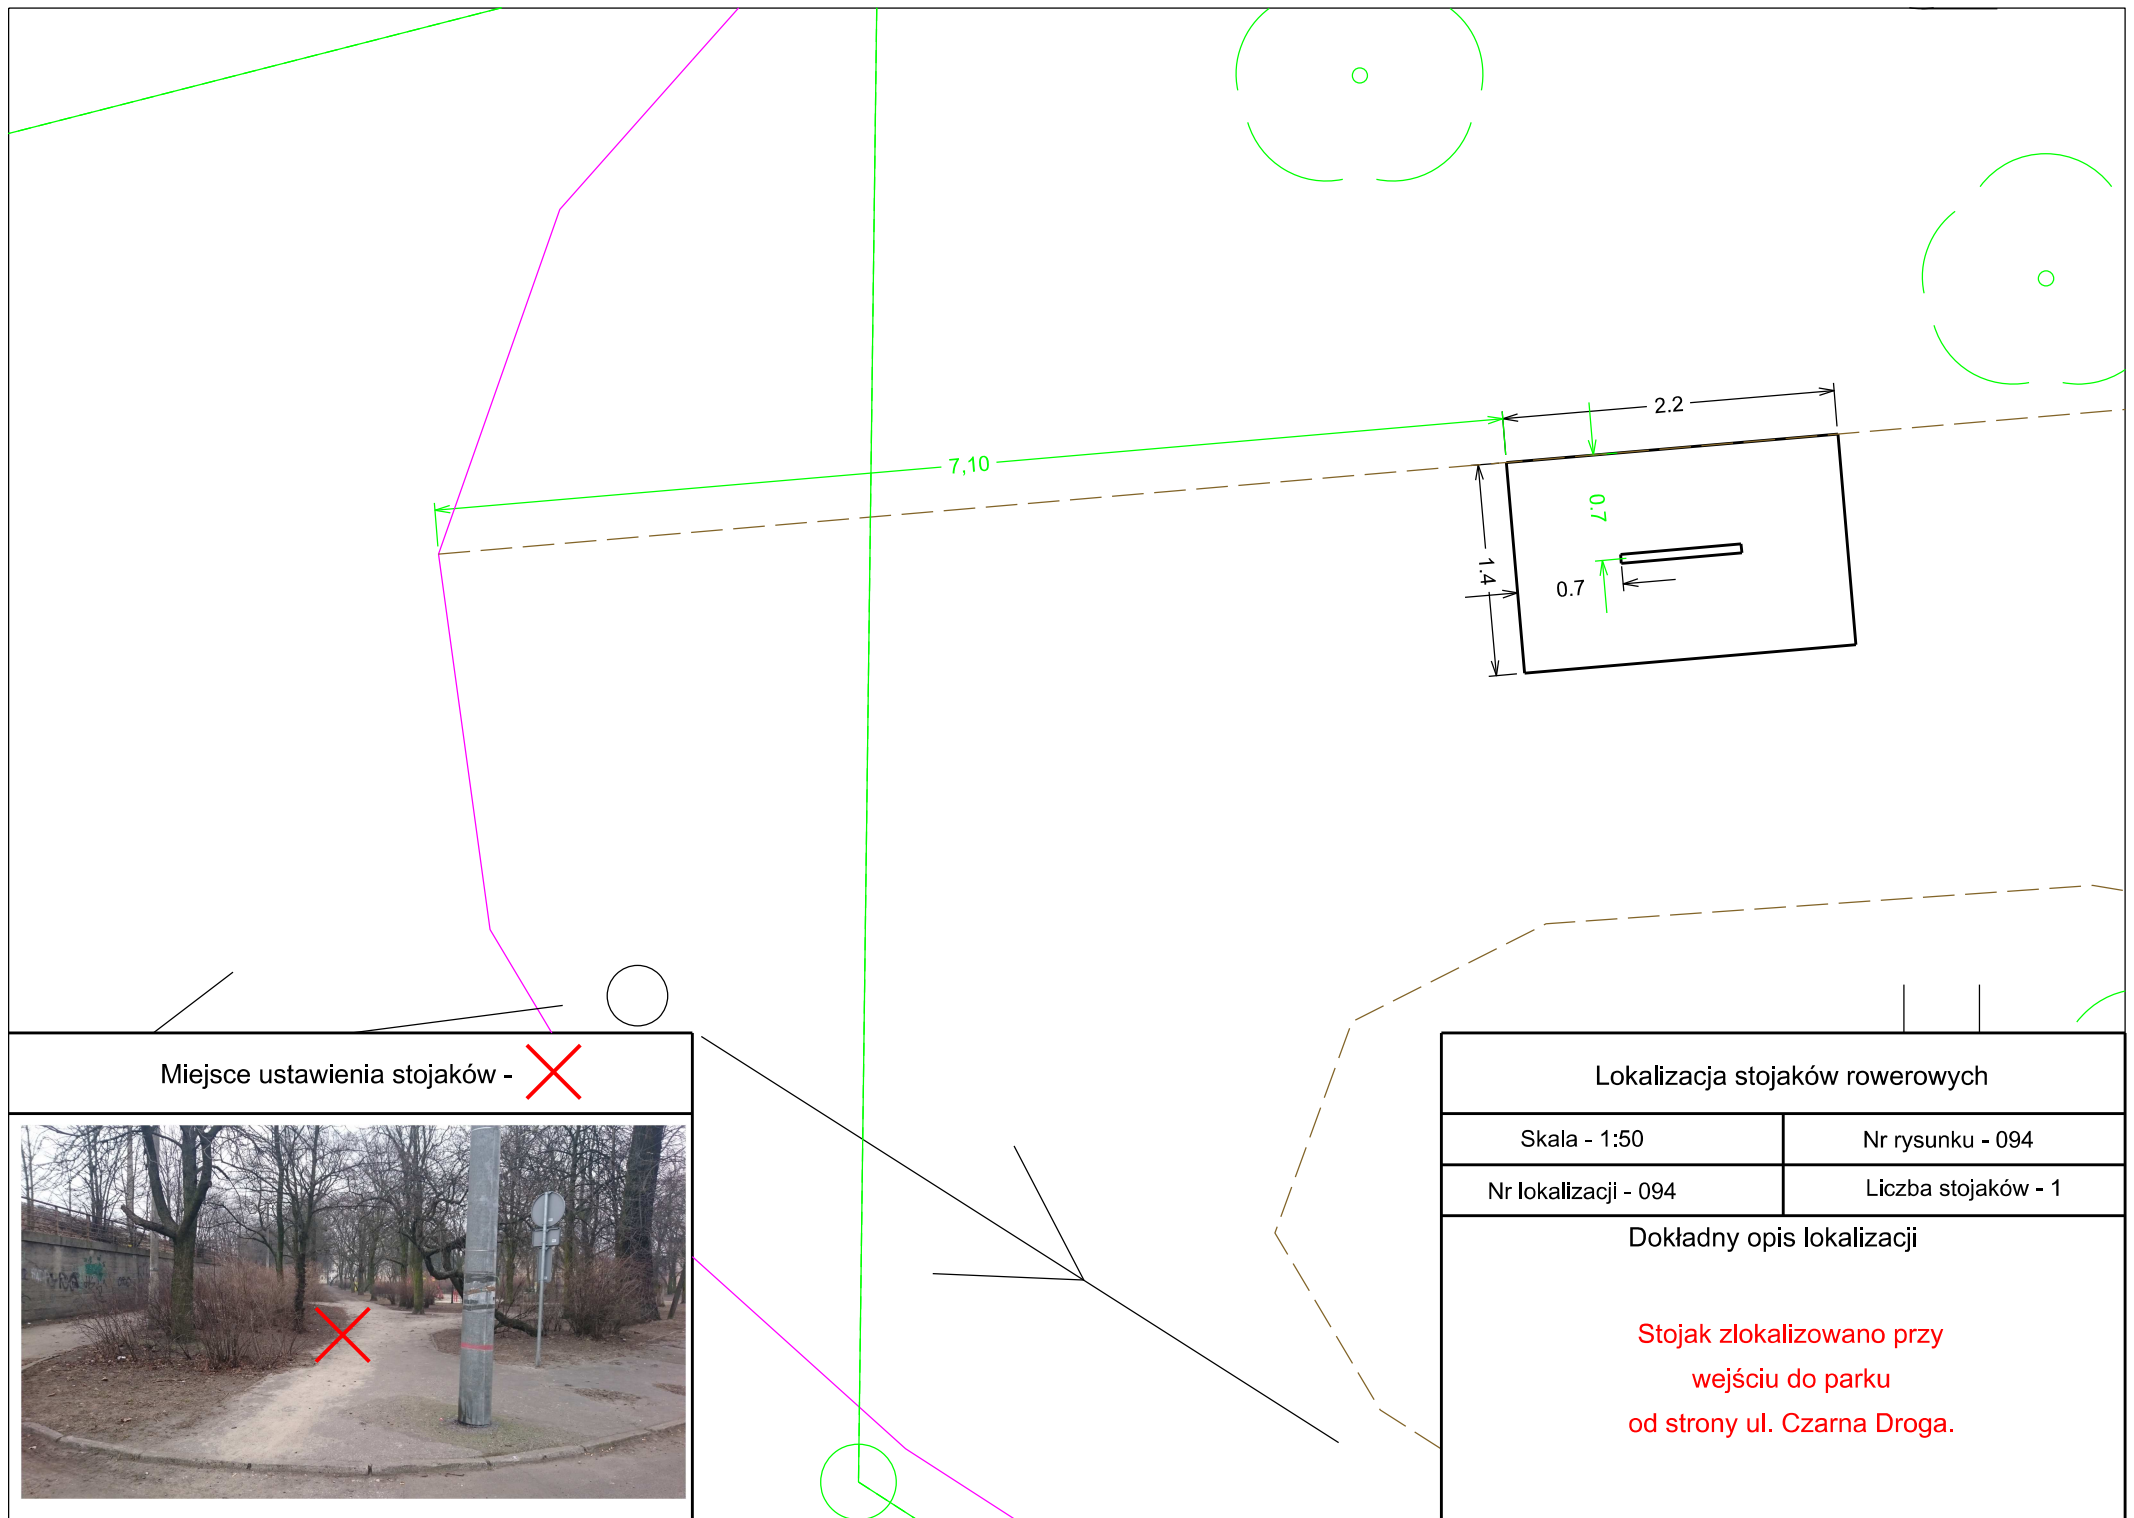 2.2
7,10
0.7
1.4
0.7
Miejsce ustawienia stojaków -
Lokalizacja stojaków rowerowych
Skala - 1:50
Nr rysunku - 094
Nr lokalizacji - 094
Liczba stojaków - 1
Dokładny opis lokalizacji
Stojak zlokalizowano przy
wejściu do parku
od strony ul. Czarna Droga.